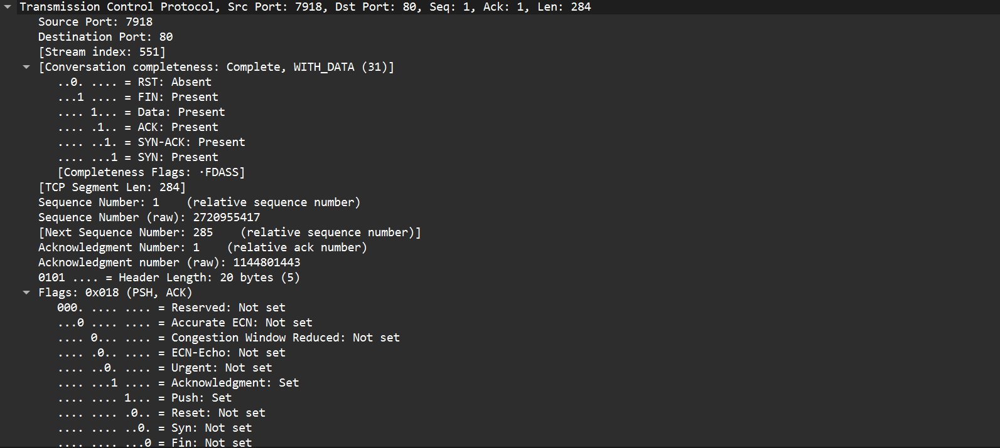 Transmission Control Protocol, Src Port: 7918, Dst Port: 80, Seq: 1, Ack: 1, Len: 284
Source Port: 7918
Destination Port: 80
[Stream index: 551]
[Conversation completeness: Complete, WITH_DATA (31)]
..0. .... = RST: Absent
...1 .... = FIN: Present
.... 1... = Data: Present
.... .1.. = ACK: Present
.... ..1. = SYN-ACK: Present
.... ...1 = SYN: Present
[Completeness Flags: ·FDASS]
[TCP Segment Len: 284]
Sequence Number: 1    (relative sequence number)
Sequence Number (raw): 2720955417
[Next Sequence Number: 285    (relative sequence number)]
Acknowledgment Number: 1    (relative ack number)
Acknowledgment number (raw): 1144801443
0101 .... = Header Length: 20 bytes (5)
Flags: 0x018 (PSH, ACK)
000. .... .... = Reserved: Not set
...0 .... .... = Accurate ECN: Not set
.... 0... .... = Congestion Window Reduced: Not set
.... .0.. .... = ECN-Echo: Not set
.... ..0. .... = Urgent: Not set
.... ...1 .... = Acknowledgment: Set
.... .... 1... = Push: Set
.... .... .0.. = Reset: Not set
.... .... ..0. = Syn: Not set
.... .... ...0 = Fin: Not set